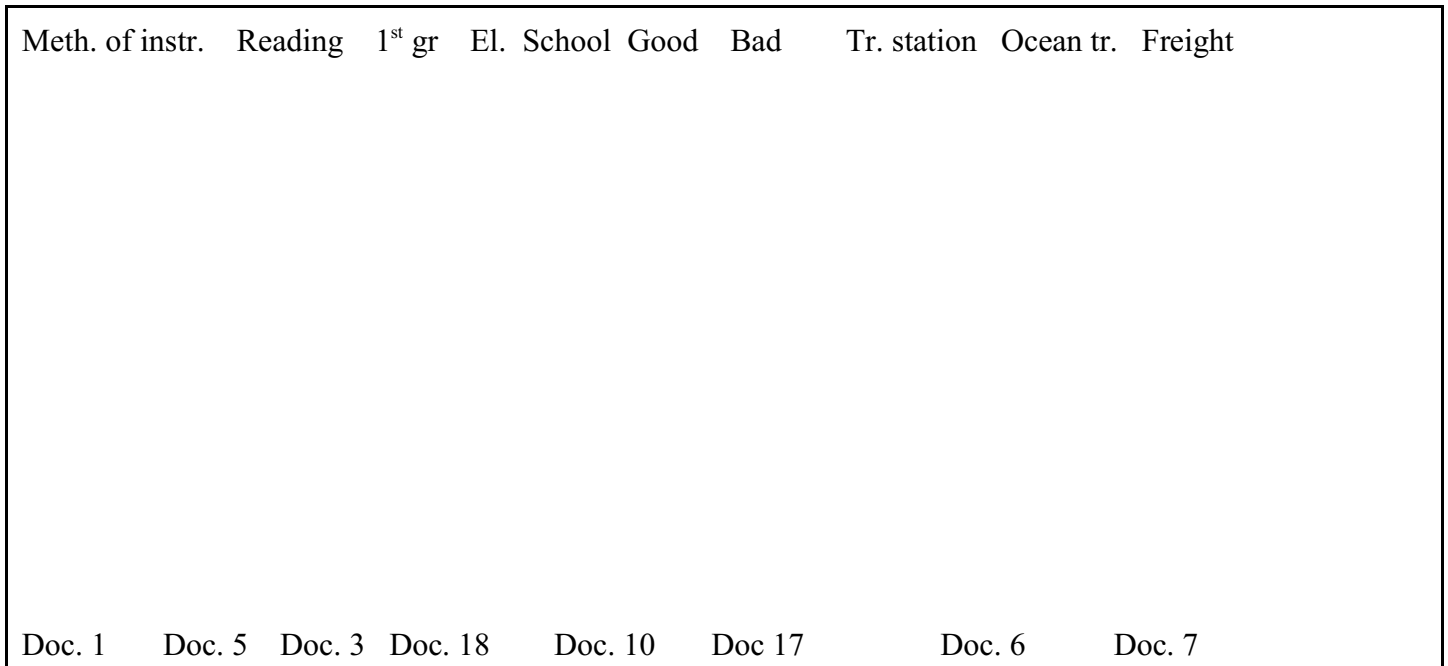 Meth. of instr. Reading 1st gr El. School Good Bad Tr. station Ocean tr. Freight
Doc. 1 Doc. 5 Doc. 3 Doc. 18 Doc. 10 Doc 17 Doc. 6 Doc. 7